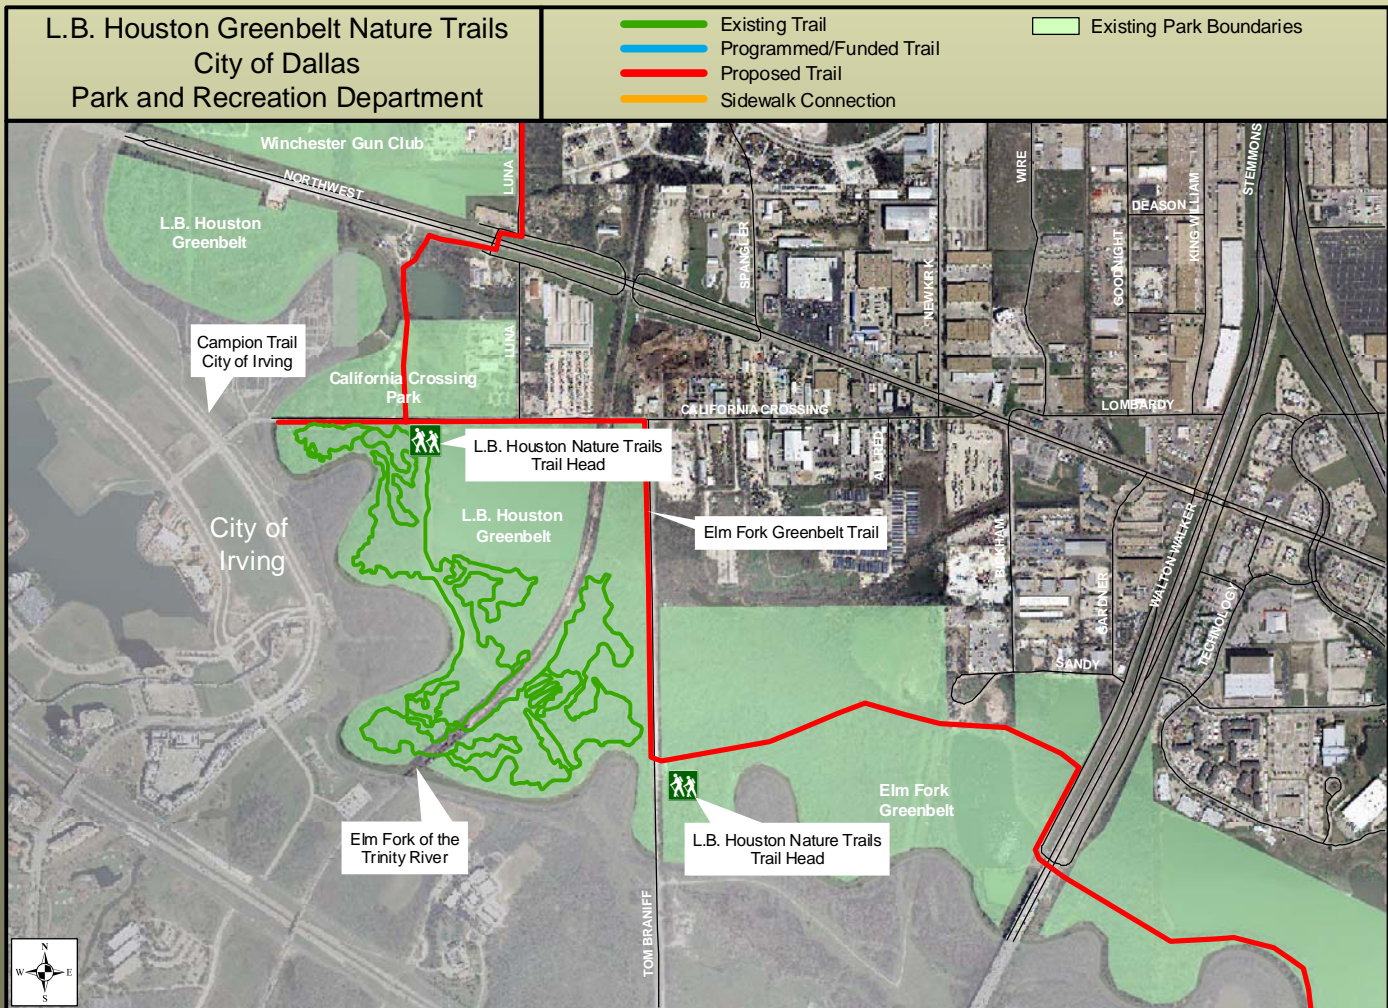 L.B. Houston Greenbelt Nature Trails
City of Dallas
Park and Recreation Department
Existing Trail
Programmed/Funded Trail
Proposed Trail
Sidewalk Connection
Existing Park Boundaries
Winchester Gun Club
NORTHWEST
LUNA
L.B. Houston
Greenbelt
SPANGLER
NEWKIRK
WIRE
GOODNIGHT
DEASON
KING WILLIAM
STEMMONS
Campion Trail
City of Irving
LUNA
California Crossing
Park
CALIFORNIA CROSSING
LOMBARDY
L.B. Houston Nature Trails
Trail Head
ALLRED
L.B. Houston
Greenbelt
City of
Irving
Elm Fork Greenbelt Trail
GARDNER
WALTON WALKER
TECHNOLOGY
SANDY
Elm Fork
Greenbelt
L.B. Houston Nature Trails
Trail Head
Elm Fork of the
Trinity River
TOM BRANIFF
N
W
E
S